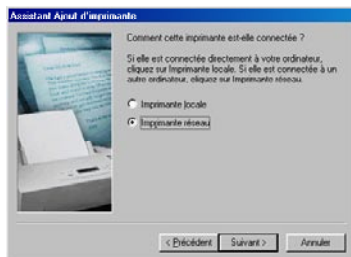 Assistant Ajout d'imprimante
Comment cette imprimante est-elle connectée ?
Si elle est connectée directement à votre ordinateur,
cliquez sur Imprimante locale. Si elle est connectée à un
autre ordinateur, cliquez sur Imprimante réseau.
Imprimante locale
Imprimante réseau
< Précédent
Suivant >
Annuler